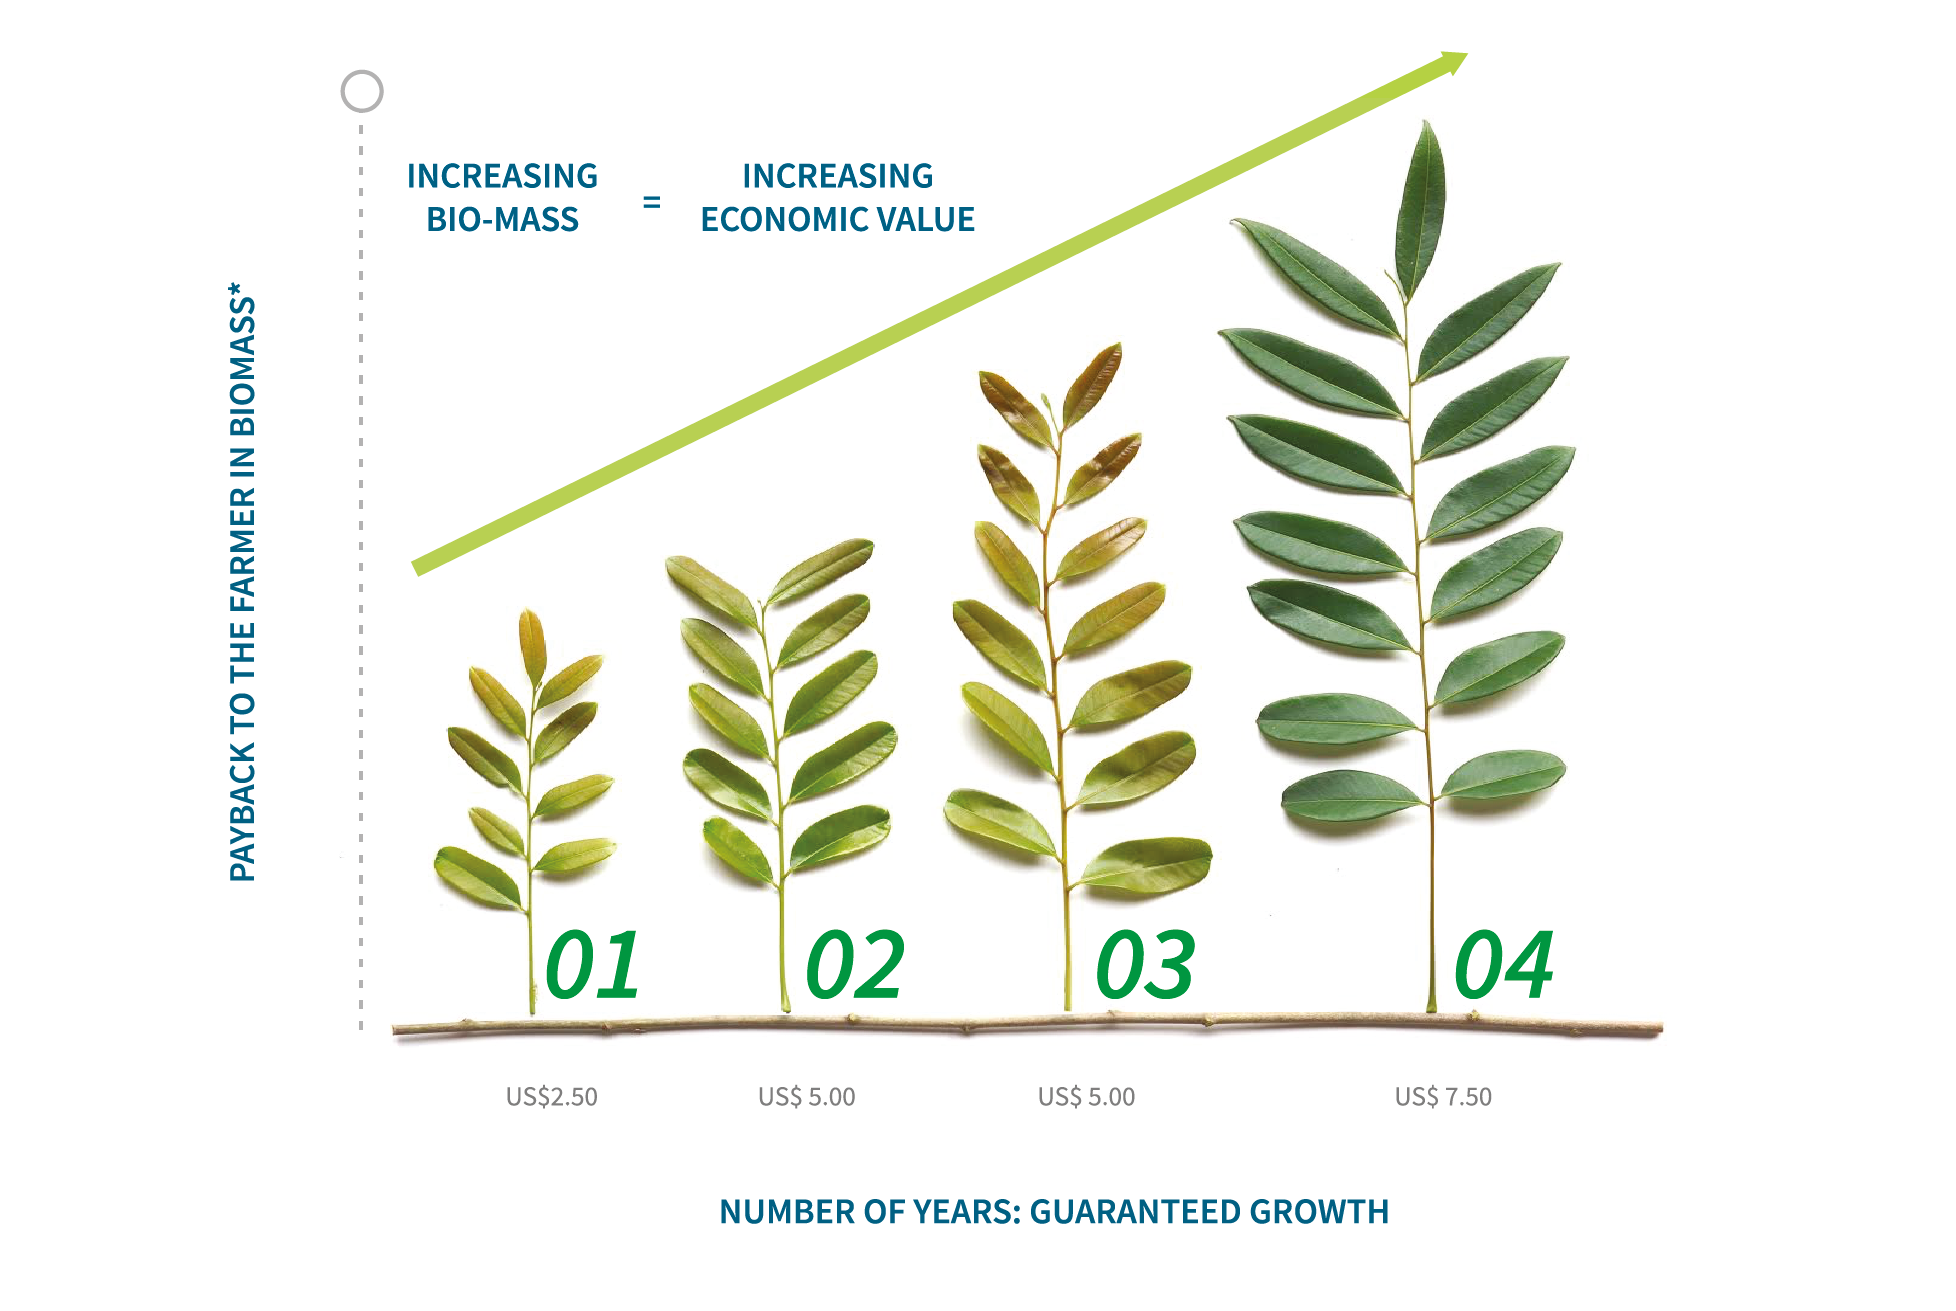 INCREASING
BIO-MASS
=
INCREASING
ECONOMIC VALUE
PAYBACK TO THE FARMER IN BIOMASS*
01
02
03
04
US$2.50
US$ 5.00
US$ 5.00
US$ 7.50
NUMBER OF YEARS: GUARANTEED GROWTH